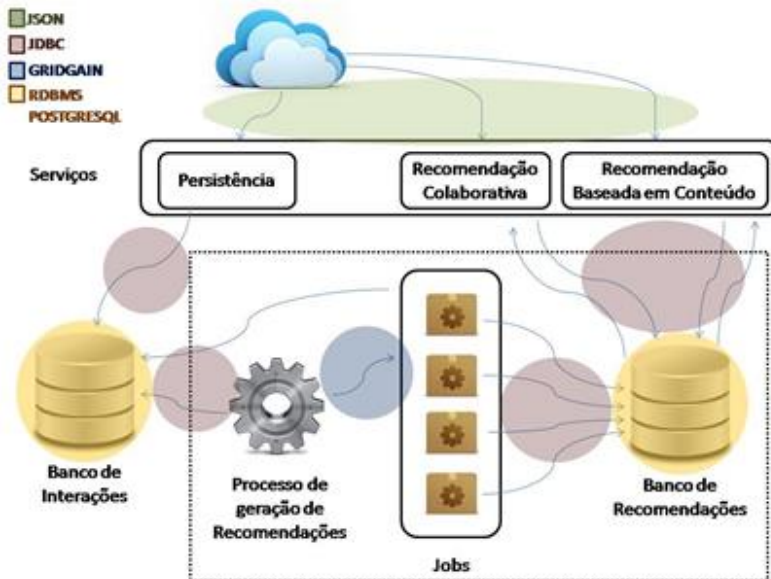 JSON
JDBC
GRIDGAIN
RDBMS
POSTGRESQL
Serviços
Persistência
Recomendação
Colaborativa
Recomendação
Baseada em Conteúdo
Banco de
Interações
Processo de
geração de
Recomendações
Jobs
Banco de
Recomendações